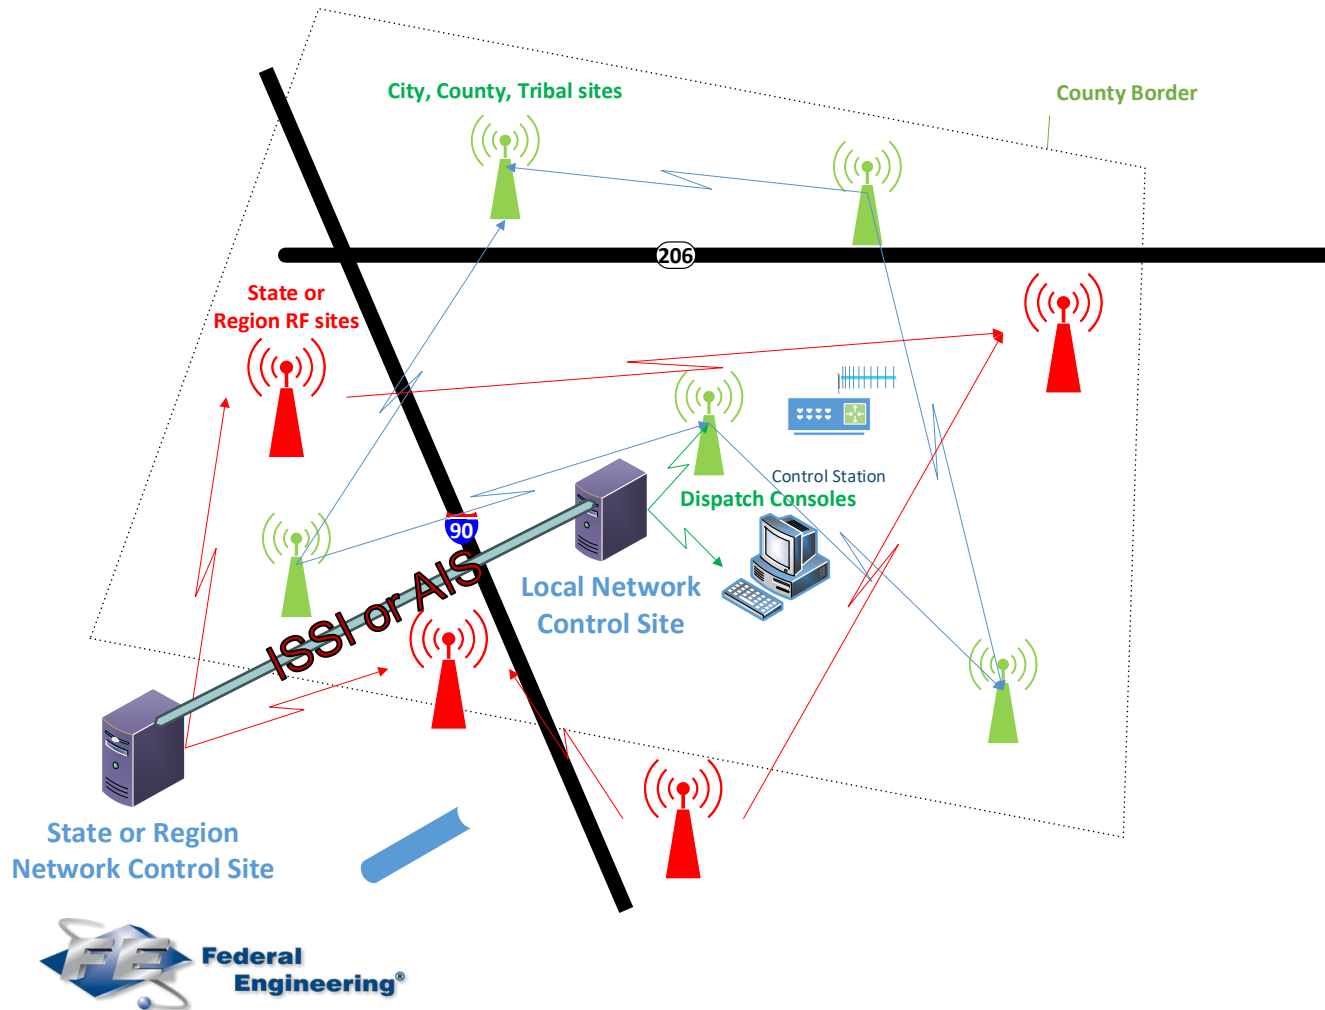 City, County, Tribal sites
County Border
206
State or
Region RF sites
Control Station
Dispatch Consoles
90
ISSI or AIS
Local Network
Control Site
State or Region
Network Control Site
FE
Federal
Engineering®